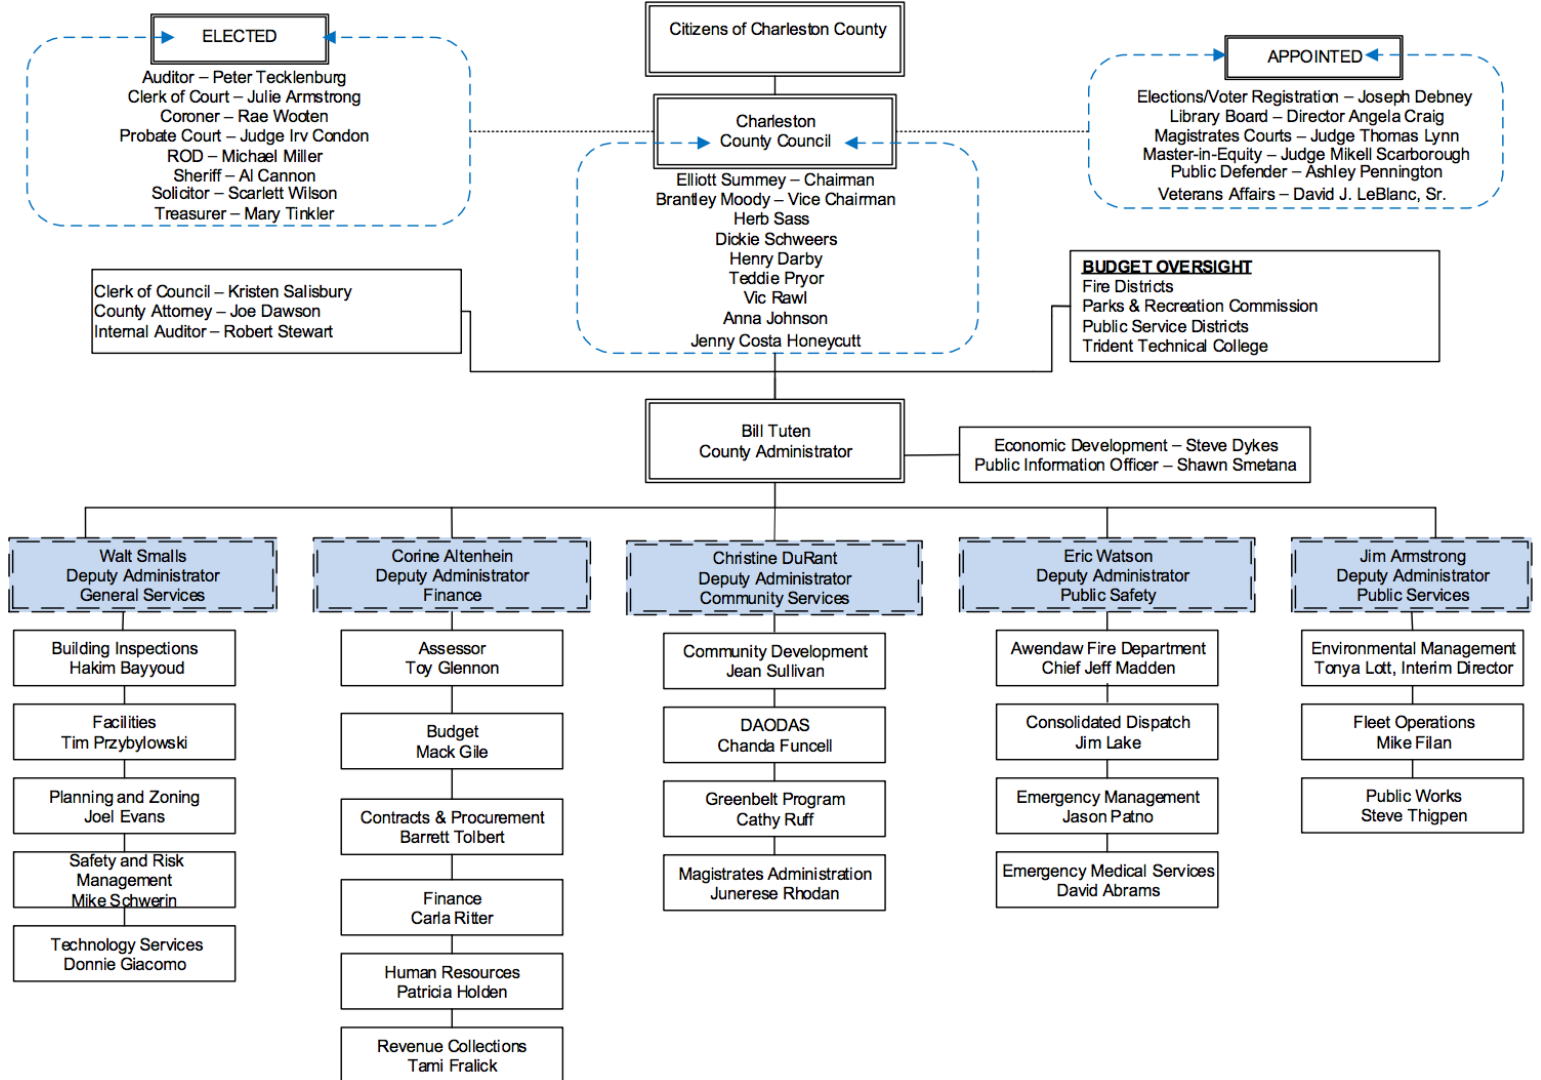 Citizens of Charleston County
ELECTED
Auditor – Peter Tecklenburg
Clerk of Court – Julie Armstrong
Coroner – Rae Wooten
Probate Court – Judge Irv Condon
ROD – Michael Miller
Sheriff – Al Cannon
Solicitor – Scarlett Wilson
Treasurer – Mary Tinkler
Charleston
County Council
Elliott Summey – Chairman
Brantley Moody – Vice Chairman
Herb Sass
Dickie Schweers
Henry Darby
Teddie Pryor
Vic Rawl
Anna Johnson
Jenny Costa Honeycutt
APPOINTED
Elections/Voter Registration – Joseph Debney
Library Board – Director Angela Craig
Magistrates Courts – Judge Thomas Lynn
Master-in-Equity – Judge Mikell Scarborough
Public Defender – Ashley Pennington
Veterans Affairs – David J. LeBlanc, Sr.
Clerk of Council – Kristen Salisbury
County Attorney – Joe Dawson
Internal Auditor – Robert Stewart
BUDGET OVERSIGHT
Fire Districts
Parks & Recreation Commission
Public Service Districts
Trident Technical College
Bill Tuten
County Administrator
Economic Development – Steve Dykes
Public Information Officer – Shawn Smetana
Walt Smalls
Deputy Administrator
General Services
Building Inspections
Hakim Bayyoud
Facilities
Tim Przybylowski
Planning and Zoning
Joel Evans
Safety and Risk
Management
Mike Schwerin
Technology Services
Donnie Giacomo
Corine Altenhein
Deputy Administrator
Finance
Assessor
Toy Glennon
Budget
Mack Gile
Contracts & Procurement
Barrett Tolbert
Finance
Carla Ritter
Human Resources
Patricia Holden
Revenue Collections
Tami Fralick
Christine DuRant
Deputy Administrator
Community Services
Community Development
Jean Sullivan
DAODAS
Chanda Funcell
Greenbelt Program
Cathy Ruff
Magistrates Administration
Junerese Rhodan
Eric Watson
Deputy Administrator
Public Safety
Awendaw Fire Department
Chief Jeff Madden
Consolidated Dispatch
Jim Lake
Emergency Management
Jason Patno
Emergency Medical Services
David Abrams
Jim Armstrong
Deputy Administrator
Public Services
Environmental Management
Tonya Lott, Interim Director
Fleet Operations
Mike Filan
Public Works
Steve Thigpen